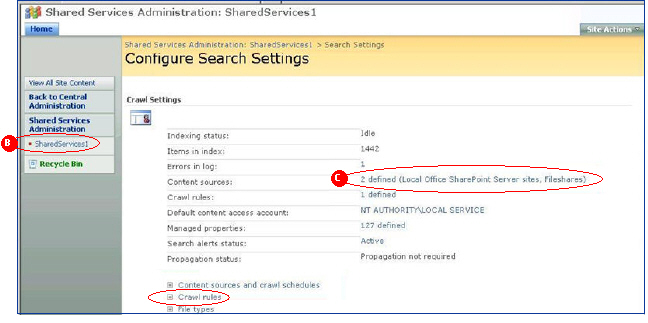 Shared Services Administration: SharedServices1
Home
Site Actions
Shared Services Administration: SharedServices1 > Search Settings
Configure Search Settings
View All Site Content
Back to Central Administration
Shared Services Administration
B
SharedServices1
Recycle Bin
Crawl Settings
Indexing status: Idle
Items in index: 1442
Errors in log: 1
C
Content sources: 2 defined (Local Office SharePoint Server sites, Fileshares)
Crawl rules: 1 defined
Default content access account: NT AUTHORITY\LOCAL SERVICE
Managed properties: 127 defined
Search alerts status: Active
Propagation status: Propagation not required
Content sources and crawl schedules
Crawl rules
File types